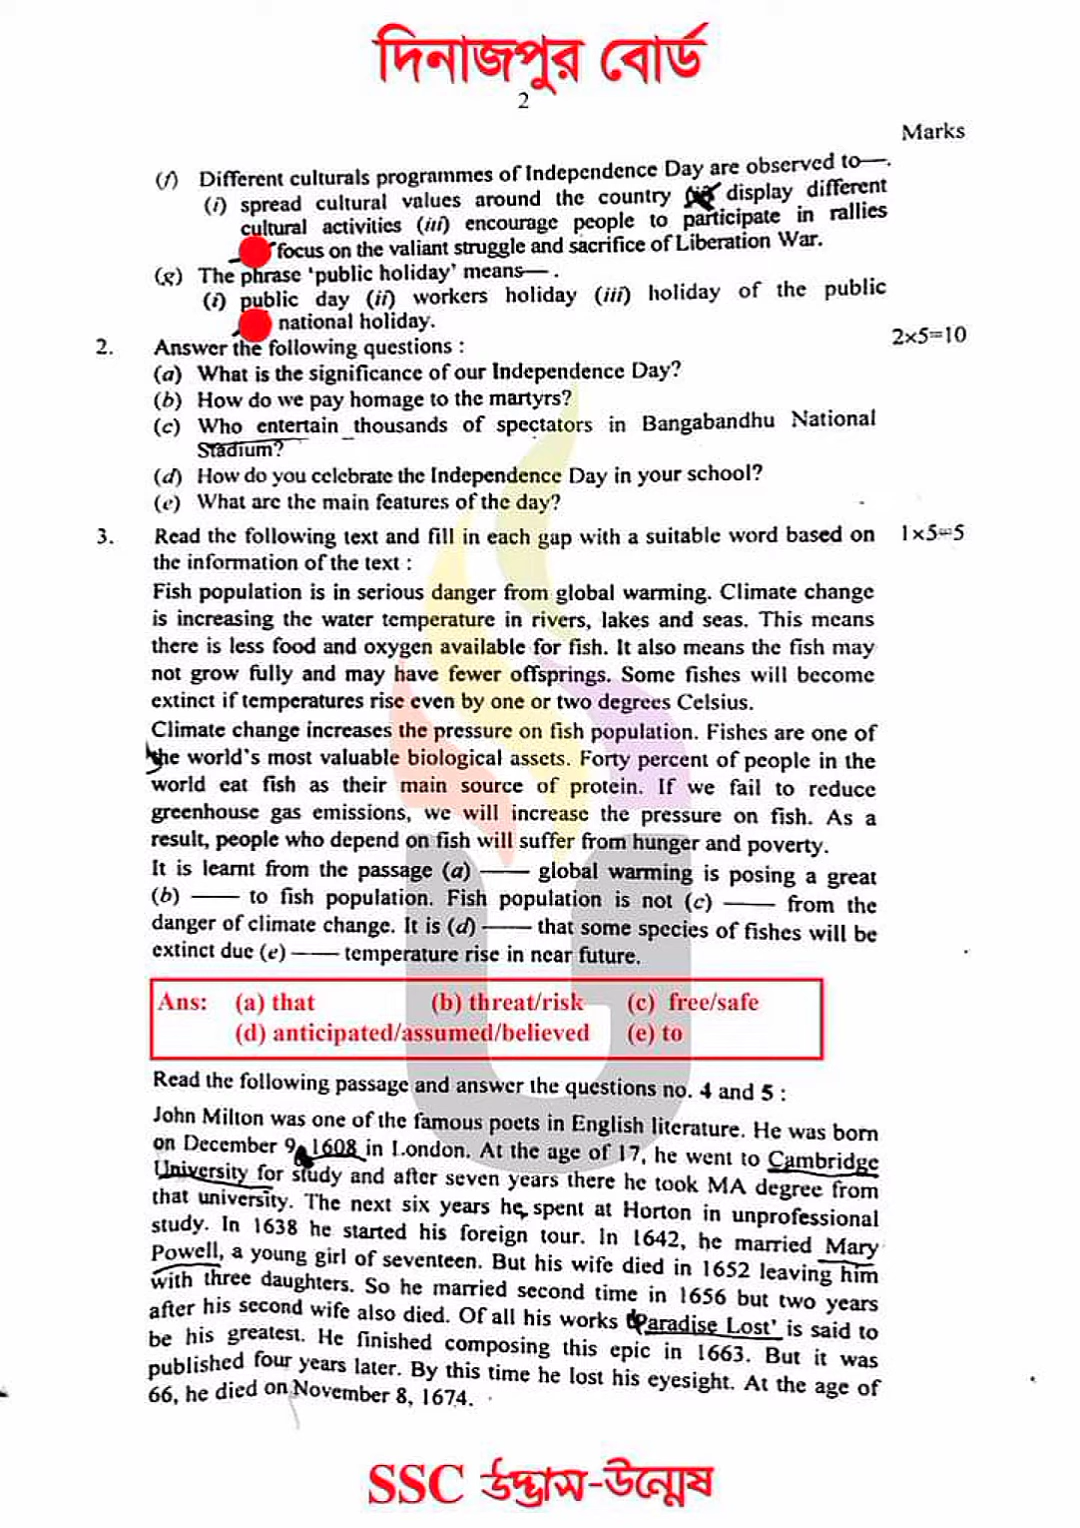 দিনাজপুর বোর্ড
2
Marks
(f) Different culturals programmes of Independence Day are observed to—.
(i) spread cultural values around the country display different
cultural activities (iii) encourage people to participate in rallies
focus on the valiant struggle and sacrifice of Liberation War.
(g) The phrase ‘public holiday’ means— .
(i) public day (ii) workers holiday (iii) holiday of the public
national holiday.
2. Answer the following questions : 2×5=10
(a) What is the significance of our Independence Day?
(b) How do we pay homage to the martyrs?
(c) Who entertain thousands of spectators in Bangabandhu National
Stadium?
(d) How do you celebrate the Independence Day in your school?
(e) What are the main features of the day?
3. Read the following text and fill in each gap with a suitable word based on 1×5=5
the information of the text :
Fish population is in serious danger from global warming. Climate change
is increasing the water temperature in rivers, lakes and seas. This means
there is less food and oxygen available for fish. It also means the fish may
not grow fully and may have fewer offsprings. Some fishes will become
extinct if temperatures rise even by one or two degrees Celsius.
Climate change increases the pressure on fish population. Fishes are one of
the world’s most valuable biological assets. Forty percent of people in the
world eat fish as their main source of protein. If we fail to reduce
greenhouse gas emissions, we will increase the pressure on fish. As a
result, people who depend on fish will suffer from hunger and poverty.
It is learnt from the passage (a) —— global warming is posing a great
(b) —— to fish population. Fish population is not (c) —— from the
danger of climate change. It is (d) —— that some species of fishes will be
extinct due (e) —— temperature rise in near future.
Ans: (a) that (b) threat/risk (c) free/safe
(d) anticipated/assumed/believed (e) to
Read the following passage and answer the questions no. 4 and 5 :
John Milton was one of the famous poets in English literature. He was born
on December 9, 1608 in London. At the age of 17, he went to Cambridge
University for study and after seven years there he took MA degree from
that university. The next six years he spent at Horton in unprofessional
study. In 1638 he started his foreign tour. In 1642, he married Mary
Powell, a young girl of seventeen. But his wife died in 1652 leaving him
with three daughters. So he married second time in 1656 but two years
after his second wife also died. Of all his works ‘Paradise Lost’ is said to
be his greatest. He finished composing this epic in 1663. But it was
published four years later. By this time he lost his eyesight. At the age of
66, he died on November 8, 1674.
SSC উদ্ভাস-উন্মেষ